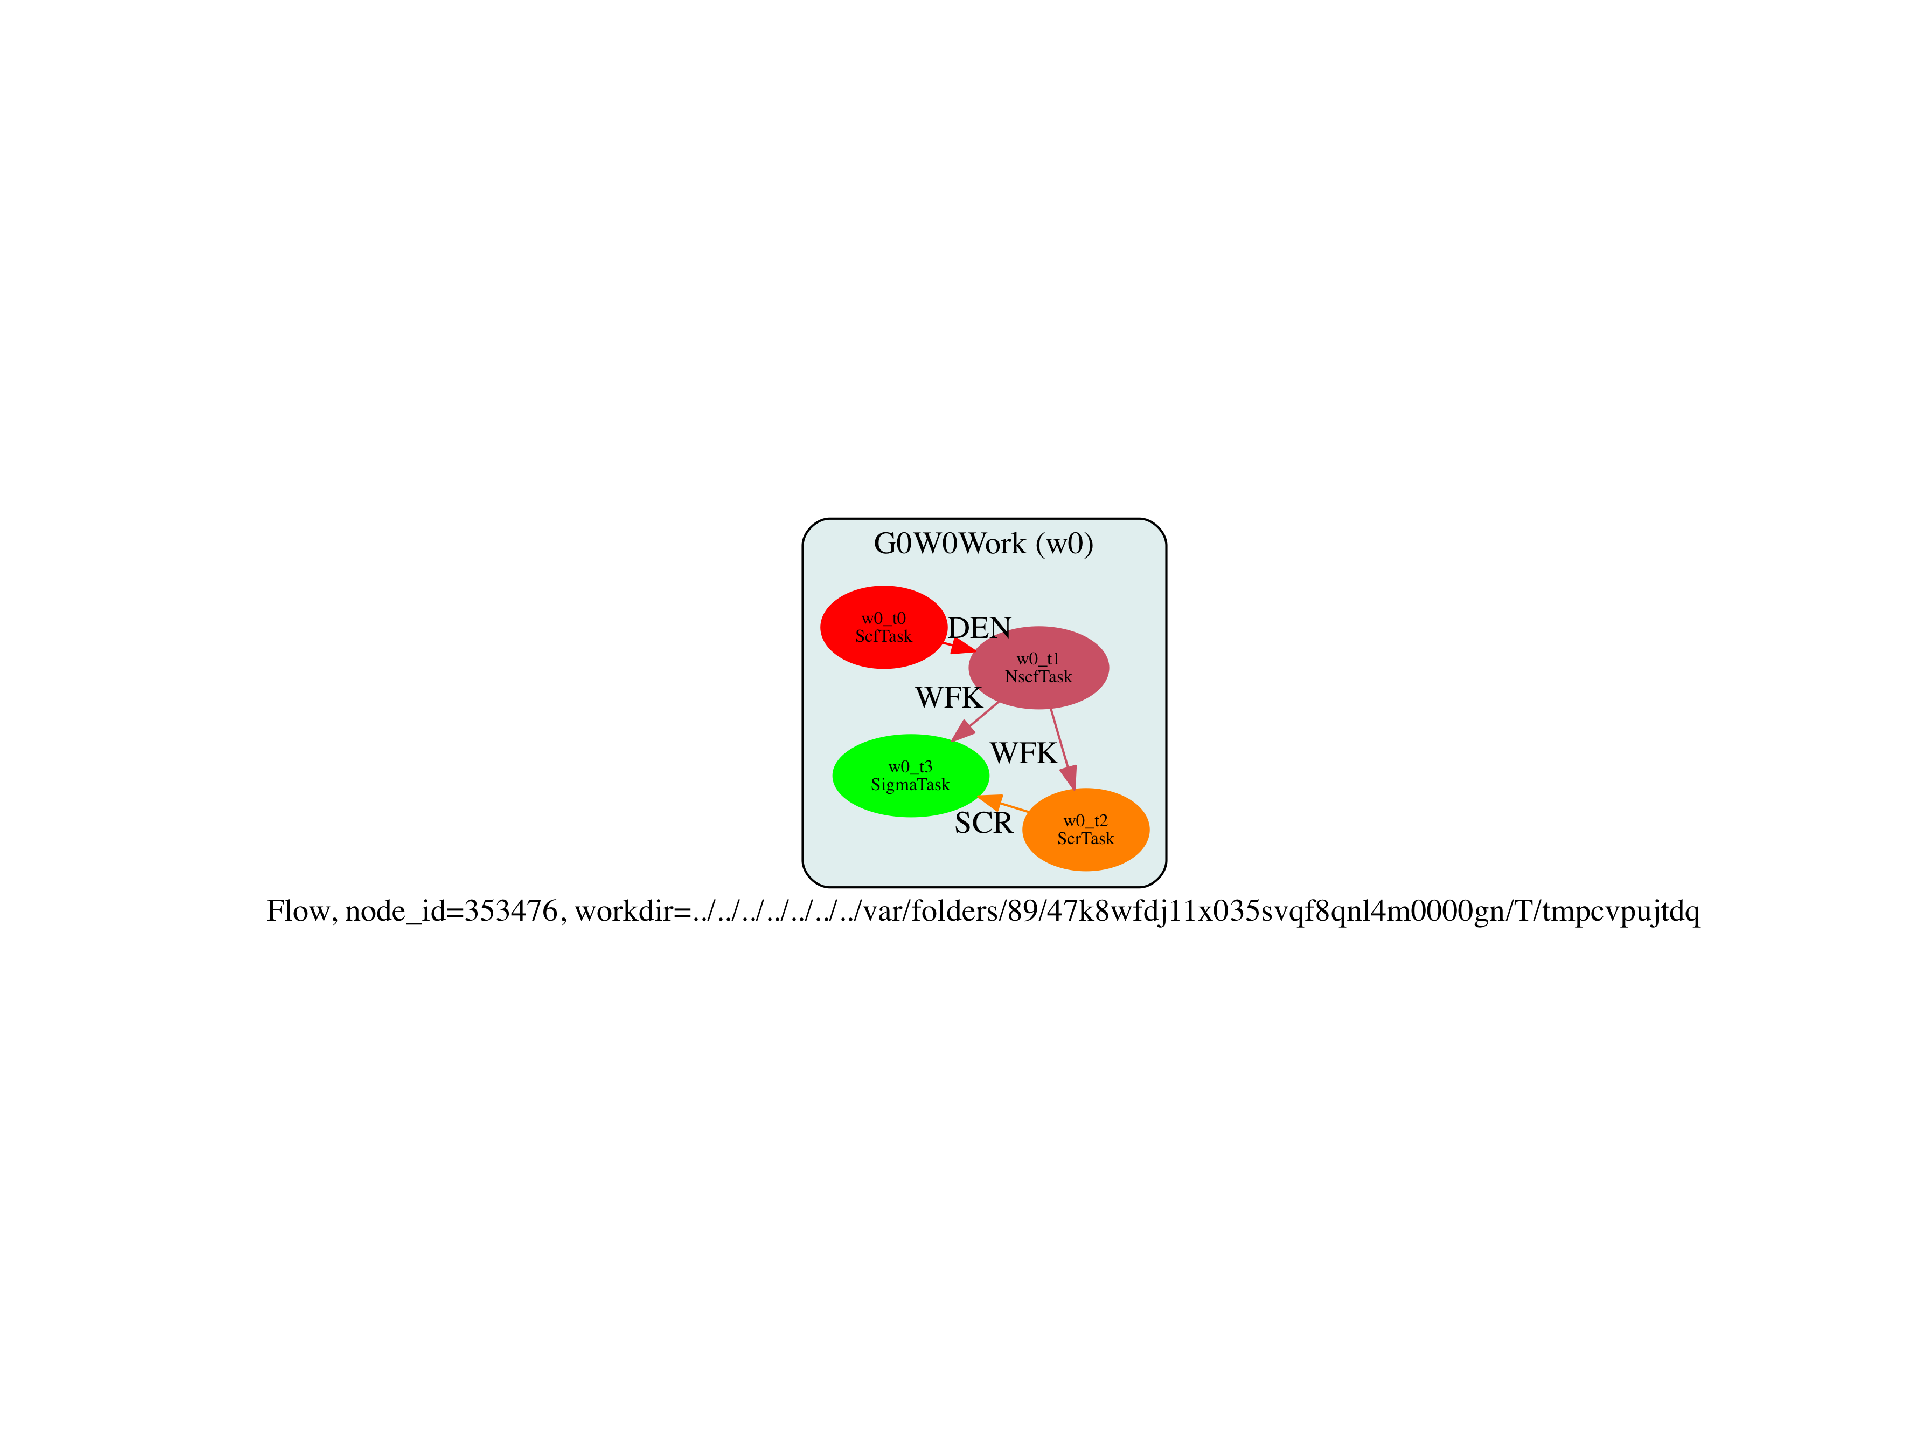 G0W0Work (w0)
w0_t0
ScfTask
DEN
w0_t1
NscfTask
WFK
WFK
w0_t3
SigmaTask
SCR
w0_t2
ScrTask
Flow, node_id=353476, workdir=../../../../../../../var/folders/89/47k8wfdj11x035svqf8qnl4m0000gn/T/tmpcvpujtdq